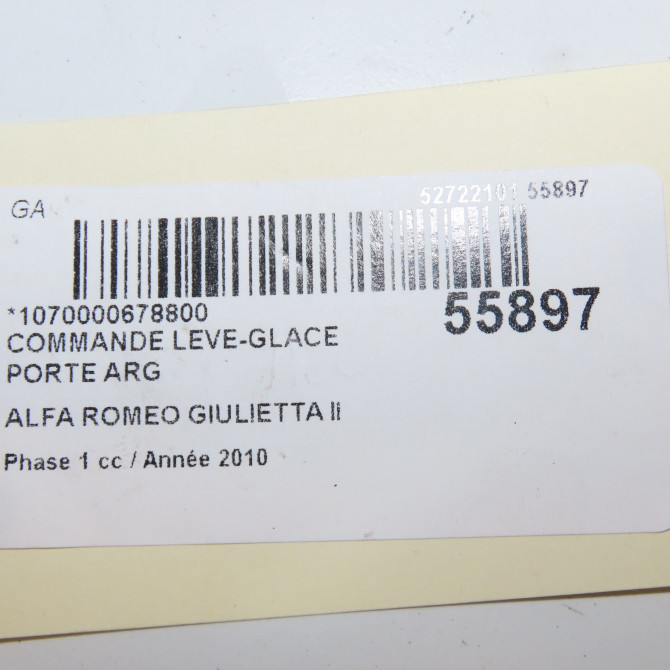 52722101 55897
GA
*1070000678800
55897
COMMANDE LEVE-GLACE
PORTE ARG
ALFA ROMEO GIULIETTA II
Phase 1 cc / Année 2010